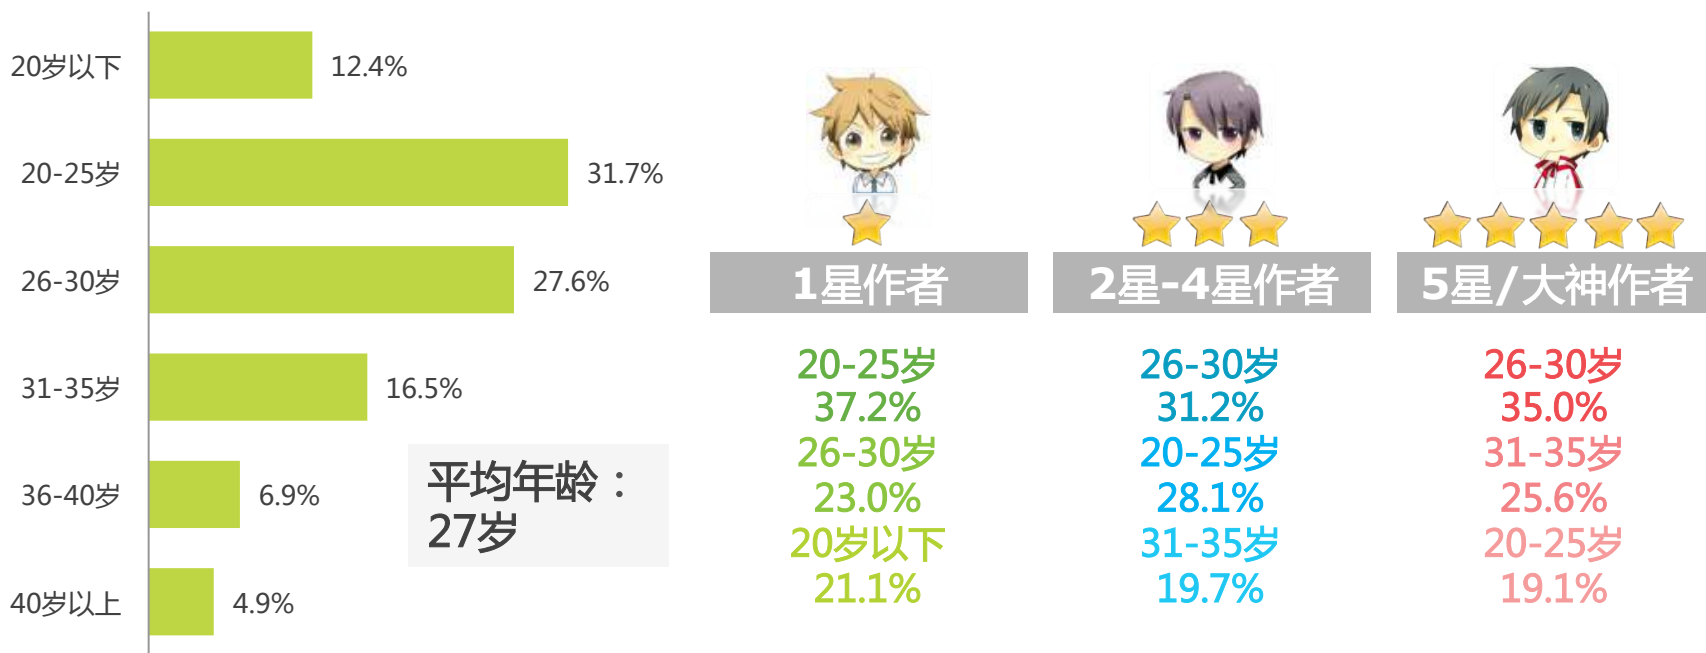 20岁以下
12.4%
20-25岁
31.7%
26-30岁
27.6%
31-35岁
16.5%
36-40岁
6.9%
40岁以上
4.9%
平均年龄：
27岁
1星作者
20-25岁
37.2%
26-30岁
23.0%
20岁以下
21.1%
2星-4星作者
26-30岁
31.2%
20-25岁
28.1%
31-35岁
19.7%
5星/大神作者
26-30岁
35.0%
31-35岁
25.6%
20-25岁
19.1%